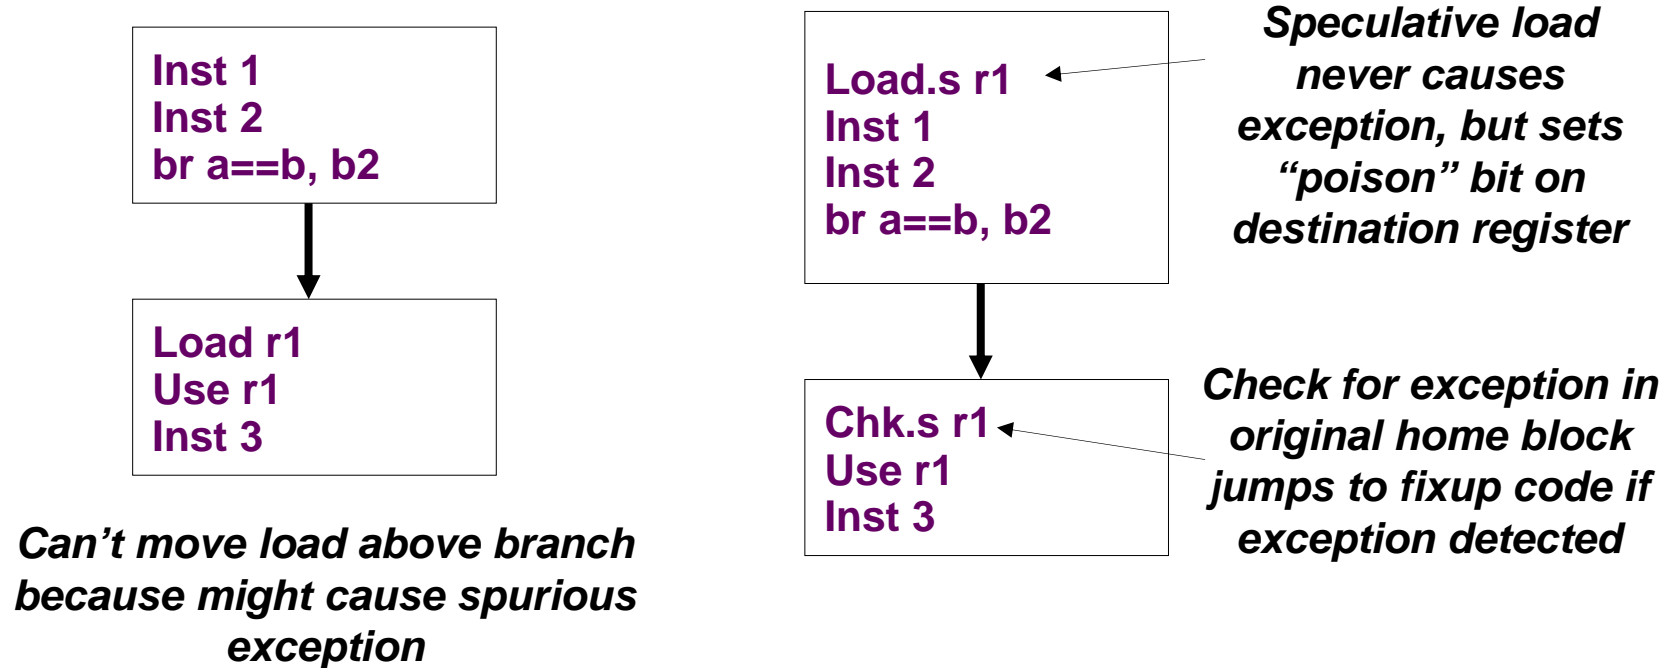 Inst 1
Inst 2
br a==b, b2
Load r1
Use r1
Inst 3
Can’t move load above branch
because might cause spurious
exception
Load.s r1
Inst 1
Inst 2
br a==b, b2
Speculative load
never causes
exception, but sets
“poison” bit on
destination register
Chk.s r1
Use r1
Inst 3
Check for exception in
original home block
jumps to fixup code if
exception detected